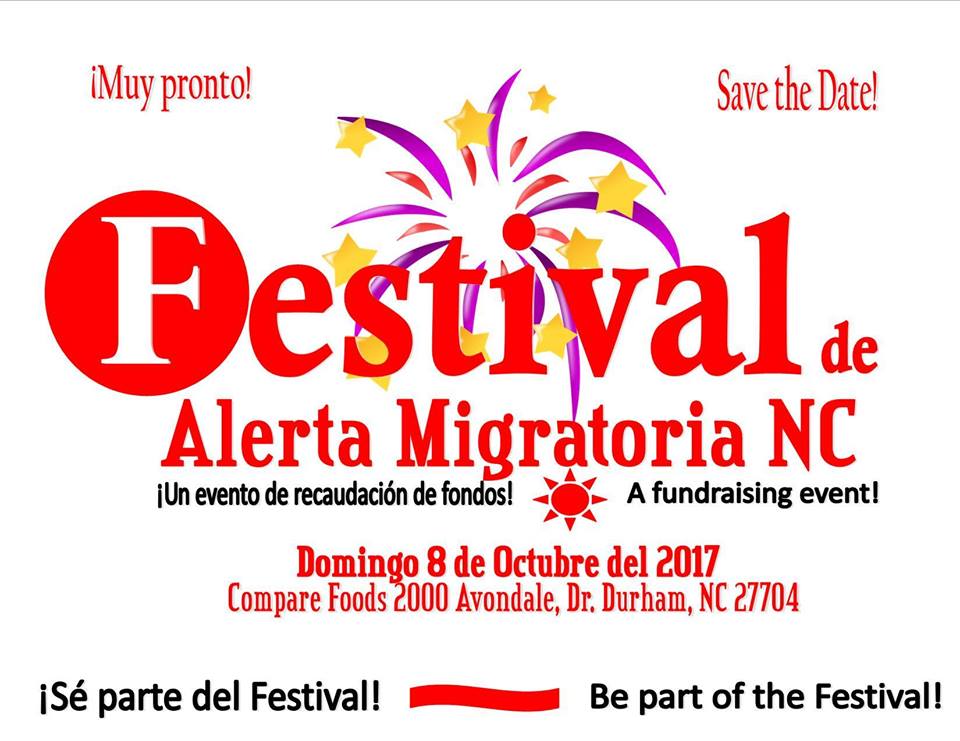 ¡Muy pronto!
Save the Date!
Festival de
Alerta Migratoria NC
¡Un evento de recaudación de fondos!
A fundraising event!
Domingo 8 de Octubre del 2017
Compare Foods 2000 Avondale, Dr. Durham, NC 27704
¡Sé parte del Festival!
Be part of the Festival!